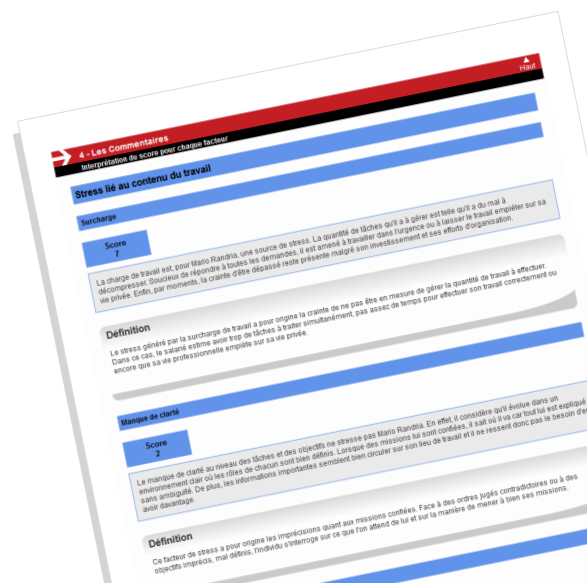 Haut
4 - Les Commentaires
Interprétation du score pour chaque facteur
Stress lié au contenu du travail
Surcharge
Score
7
La charge de travail est, pour Mario Randria, une source de stress. La quantité de tâches qu'il a à gérer est telle qu'il a du mal à
décompresser. Soucieux de répondre à toutes les demandes, il est amené à travailler dans l'urgence ou à laisser le travail empiéter sur sa
vie privée. Enfin, par moments, la crainte d'être dépassé reste présente malgré son investissement et ses efforts d'organisation.
Définition
Le stress généré par la surcharge de travail a pour origine la crainte de ne pas être en mesure de gérer la quantité de travail à effectuer.
Dans ce cas, le salarié estime avoir trop de tâches à traiter simultanément, pas assez de temps pour effectuer son travail correctement ou
encore que sa vie professionnelle empiète sur sa vie privée.
Manque de clarté
Score
2
Le manque de clarté au niveau des tâches et des objectifs ne stresse pas Mario Randria. En effet, il considère qu'il évolue dans un
environnement clair où les rôles de chacun sont bien définis. Lorsque des missions lui sont confiées, il sait où il va car tout lui est expliqué
sans ambiguïté. De plus, les informations importantes semblent bien circuler sur son lieu de travail et il ne ressent donc pas le besoin d'en
avoir davantage.
Définition
Ce facteur de stress a pour origine les imprécisions quant aux missions confiées. Face à des ordres jugés contradictoires ou à des
objectifs imprécis, mal définis, l'individu s'interroge sur ce que l'on attend de lui et sur la manière de mener à bien ses missions.